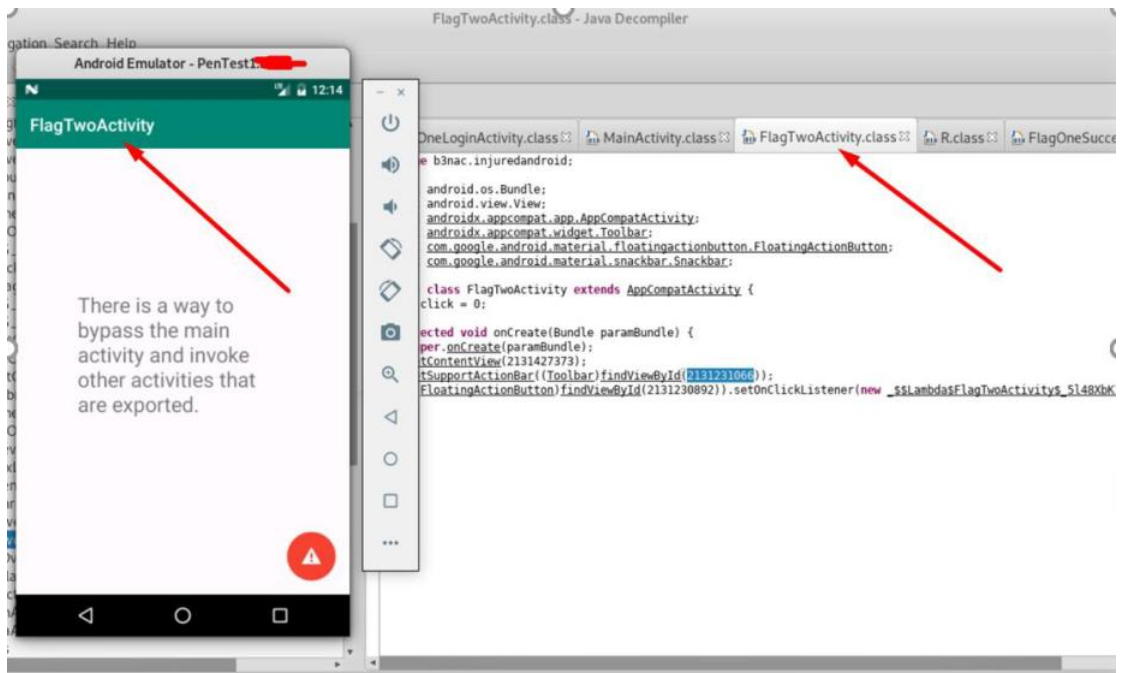 FlagTwoActivity.class - Java Decompiler
Search Help
Android Emulator - PenTest1
12:14
FlagTwoActivity
There is a way to
bypass the main
activity and invoke
other activities that
are exported.
OneLoginActivity.class MainActivity.class FlagTwoActivity.class R.class FlagOneSucce
e b3nac.injuredandroid;
android.os.Bundle;
android.view.View;
androidx.appcompat.app.AppCompatActivity;
androidx.appcompat.widget.Toolbar;
com.google.android.material.floatingactionbutton.FloatingActionButton;
com.google.android.material.snackbar.Snackbar;
class FlagTwoActivity extends AppCompatActivity {
click = 0;
ected void onCreate(Bundle paramBundle) {
per.onCreate(paramBundle);
tContentView(2131427373);
tSupportActionBar((Toolbar)findViewById(2131231066));
FloatingActionButton)findViewById(2131230892)).setOnClickListener(new _$$Lambda$FlagTwoActivity$_5l48XbK